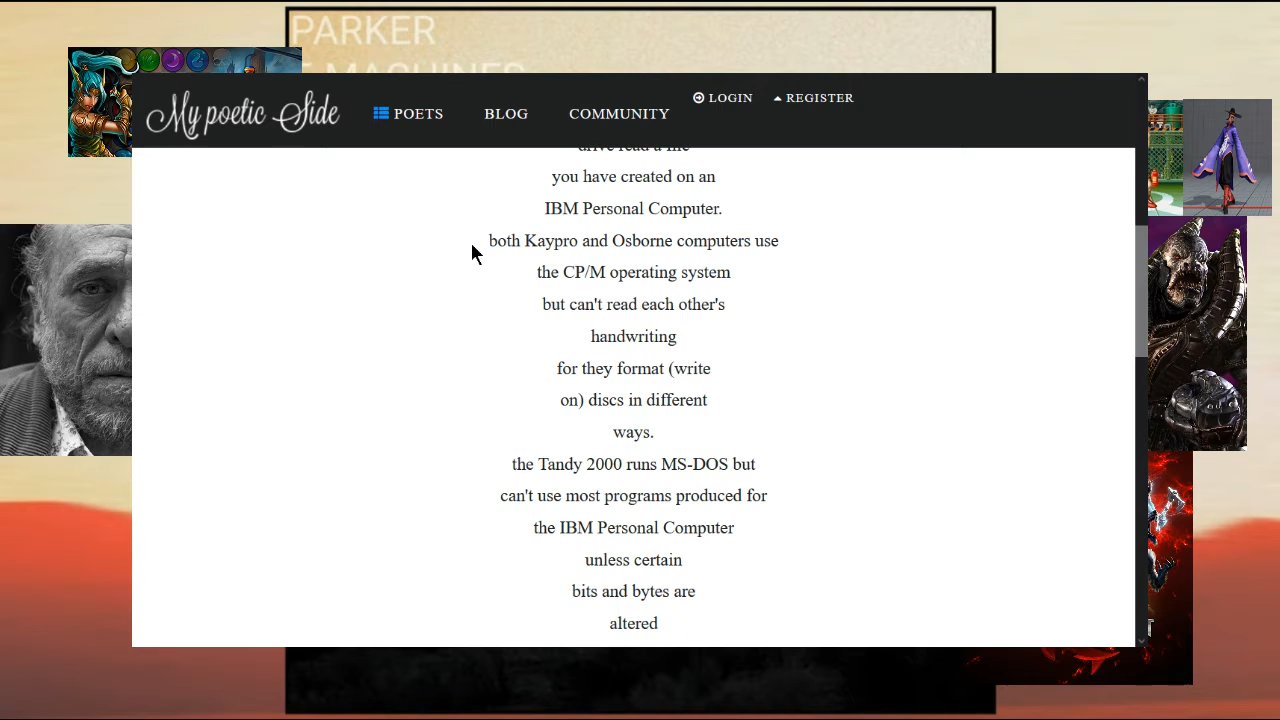 PARKER
My poetic Side
POETS
BLOG
COMMUNITY
LOGIN
REGISTER
you have created on an
IBM Personal Computer.
both Kaypro and Osborne computers use
the CP/M operating system
but can't read each other's
handwriting
for they format (write
on) discs in different
ways.
the Tandy 2000 runs MS-DOS but
can't use most programs produced for
the IBM Personal Computer
unless certain
bits and bytes are
altered